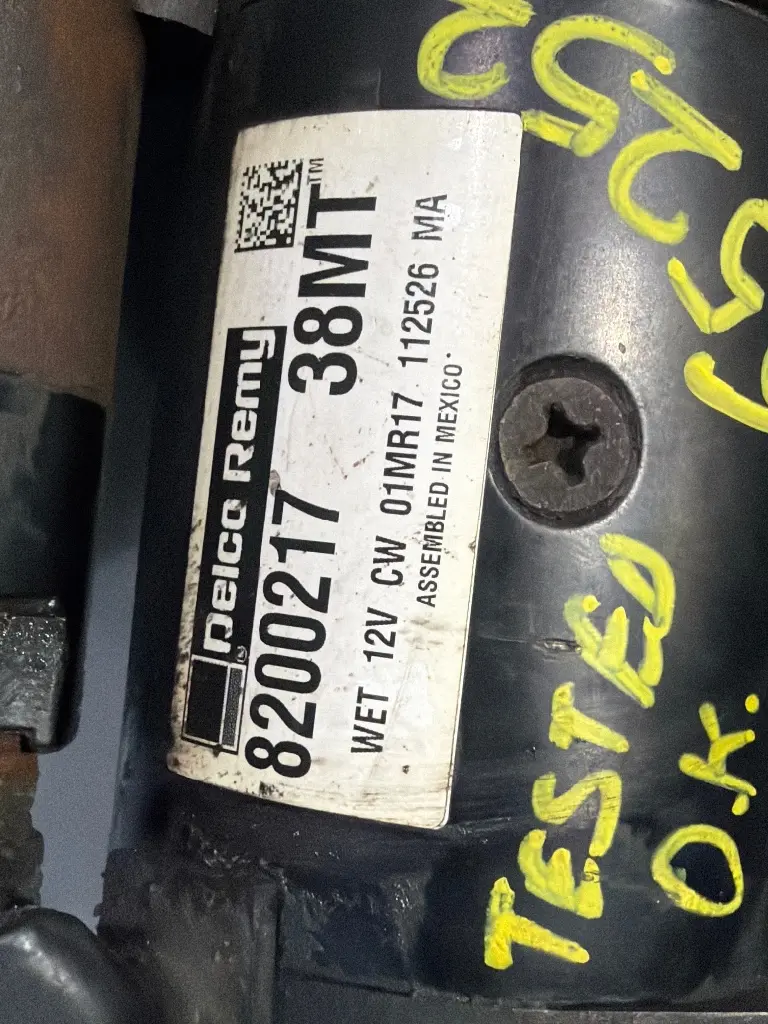 Delco Remy
8200217 38MT™
WET 12V CW 01MR17 112526 MA
ASSEMBLED IN MEXICO
TESTED
O.K.